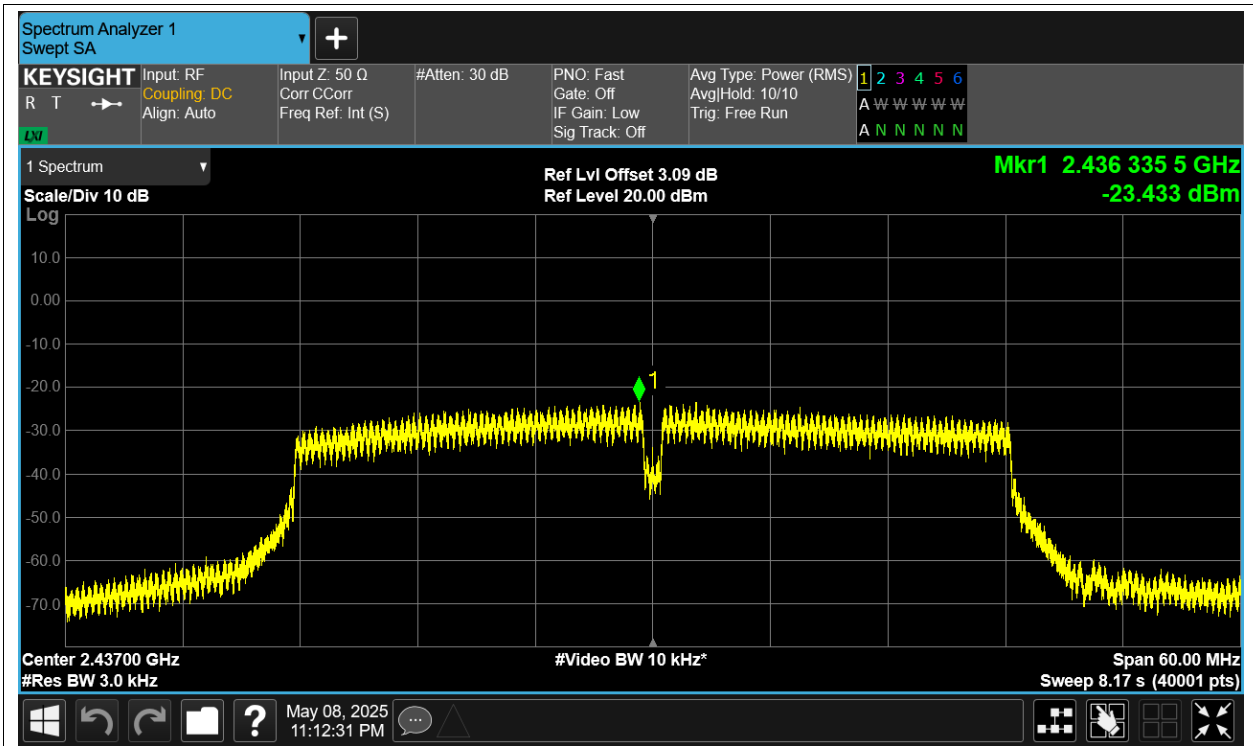 Spectrum Analyzer 1
Swept SA
KEYSIGHT
R T
LXI
Input: RF
Coupling: DC
Align: Auto
Input Z: 50 Ω
Corr CCorr
Freq Ref: Int (S)
#Atten: 30 dB
PNO: Fast
Gate: Off
IF Gain: Low
Sig Track: Off
Avg Type: Power (RMS)
Avg|Hold: 10/10
Trig: Free Run
1 2 3 4 5 6
A W W W W W
A N N N N N
1 Spectrum
Scale/Div 10 dB
Log
Ref Lvl Offset 3.09 dB
Ref Level 20.00 dBm
Mkr1 2.436 335 5 GHz
-23.433 dBm
10.0
0.00
-10.0
-20.0
-30.0
-40.0
-50.0
-60.0
-70.0
1
Center 2.43700 GHz
#Res BW 3.0 kHz
#Video BW 10 kHz*
Span 60.00 MHz
Sweep 8.17 s (40001 pts)
?
May 08, 2025
11:12:31 PM